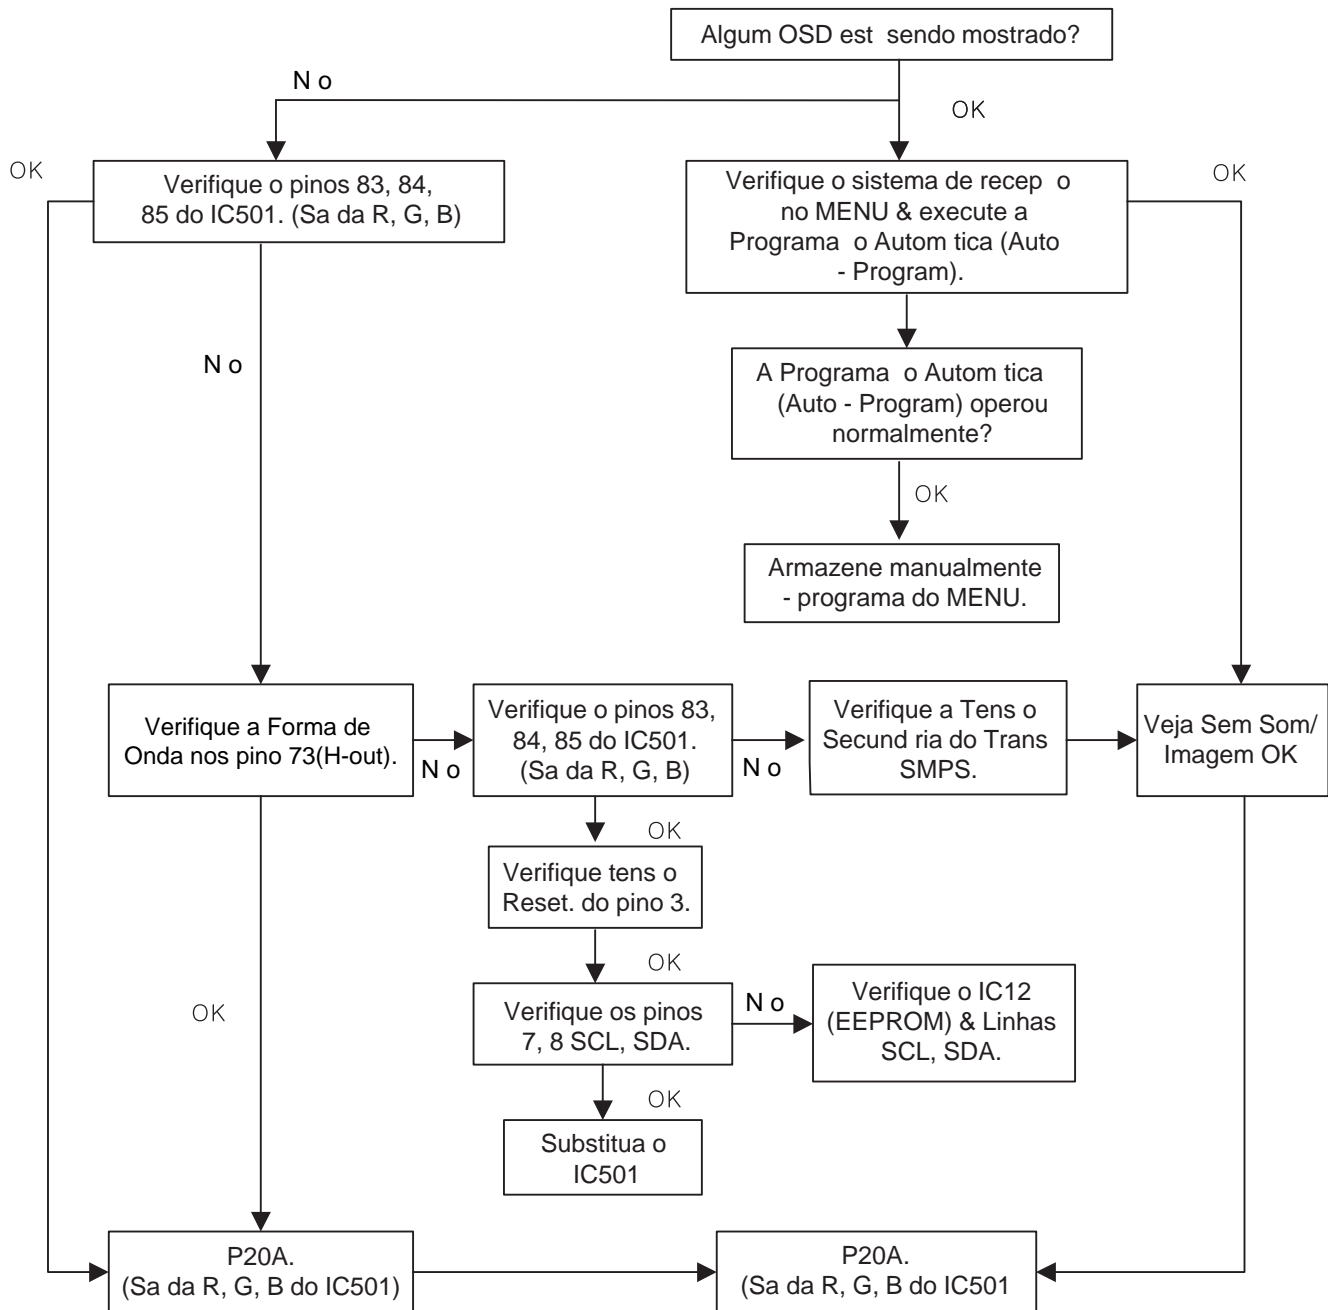 Algum OSD est  sendo mostrado?
N o
OK
OK
Verifique o pinos 83, 84,
85 do IC501. (Sa da R, G, B)
Verifique o sistema de recep  o
no MENU & execute a
Programa  o Autom tica (Auto
- Program).
OK
N o
A Programa  o Autom tica
(Auto - Program) operou
normalmente?
OK
Armazene manualmente
- programa do MENU.
Verifique a Forma de
Onda nos pino 73(H-out).
N o
Verifique o pinos 83,
84, 85 do IC501.
(Sa da R, G, B)
N o
Verifique a Tens o
Secund ria do Trans
SMPS.
Veja Sem Som/
Imagem OK
OK
Verifique tens o
Reset. do pino 3.
OK
OK
Verifique os pinos
7, 8 SCL, SDA.
N o
Verifique o IC12
(EEPROM) & Linhas
SCL, SDA.
OK
Substitua o
IC501
P20A.
(Sa da R, G, B do IC501)
P20A.
(Sa da R, G, B do IC501